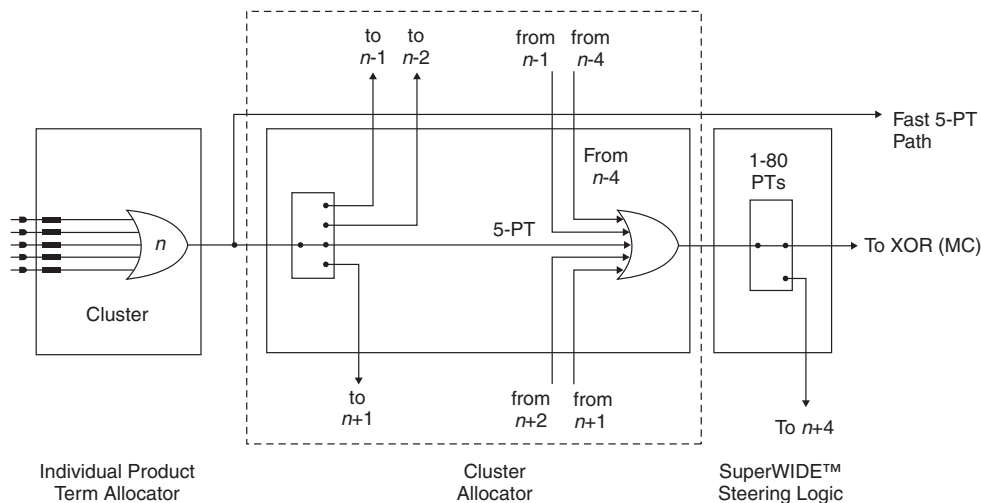 to
n-1
to
n-2
from
n-1
from
n-4
Fast 5-PT
Path
From
n-4
1-80
PTs
n
5-PT
To XOR (MC)
Cluster
to
n+1
from
n+2
from
n+1
To n+4
Individual Product
Term Allocator
Cluster
Allocator
SuperWIDE™
Steering Logic